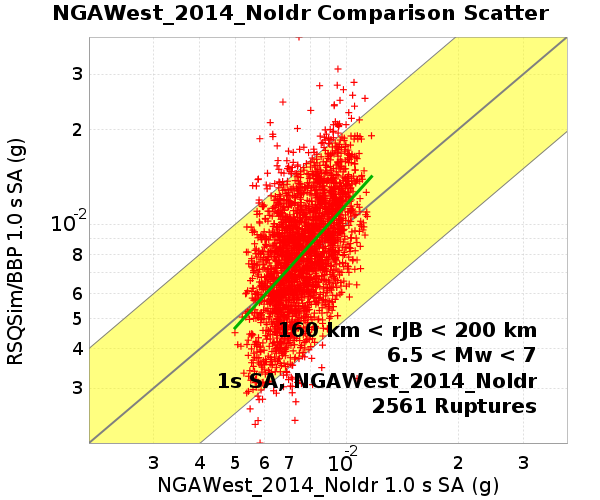 NGAWest_2014_NoIdr Comparison Scatter
RSQSim/BBP 1.0 s SA (g)
3
2
10-2
8
6
5
4
3
160 km < rJB < 200 km
6.5 < Mw < 7
1s SA, NGAWest_2014_NoIdr
2561 Ruptures
3 4 5 6 7 10-2 2 3
NGAWest_2014_NoIdr 1.0 s SA (g)